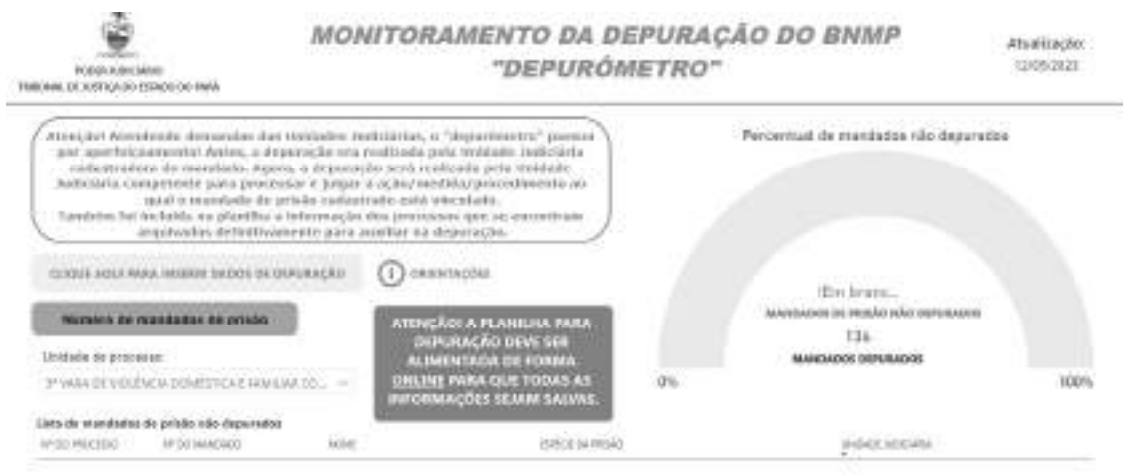 MONITORAMENTO DA DEPURAÇÃO DO BNMP
"DEPURÔMETRO"
Atualização:
12/09/2023
PODER JUDICIÁRIO
TRIBUNAL DE JUSTIÇA DO ESTADO DO PARÁ
Atenção! Atendendo demandas das Unidades Judiciárias, o "depurômetro" passou
por aperfeiçoamento! Antes, a depuração era realizada pela Unidade Judiciária
cadastradora do mandado. Agora, a depuração será realizada pela Unidade
Judiciária competente para processar e julgar a ação/medida/procedimento ao
qual o mandado de prisão cadastrado está vinculado.
Também foi incluída na planilha a informação dos processos que se encontram
arquivados definitivamente para auxiliar na depuração.
CLIQUE AQUI PARA INSERIR DADOS DE DEPURAÇÃO
ORIENTAÇÕES
Número de mandados de prisão
Unidade do processo:
3ª VARA DE VIOLÊNCIA DOMÉSTICA E FAMILIAR CO...
ATENÇÃO! A PLANILHA PARA
DEPURAÇÃO DEVE SER
ALIMENTADA DE FORMA
ONLINE PARA QUE TODAS AS
INFORMAÇÕES SEJAM SALVAS.
Percentual de mandados não depurados
(Em branc...
MANDADOS DE PRISÃO NÃO DEPURADOS
134
MANDADOS DEPURADOS
0%
100%
Lista de mandados de prisão não depurados
Nº DO PROCESSO Nº DO MANDADO NOME ESPÉCIE DA PRISÃO UNIDADE JUDICIÁRIA